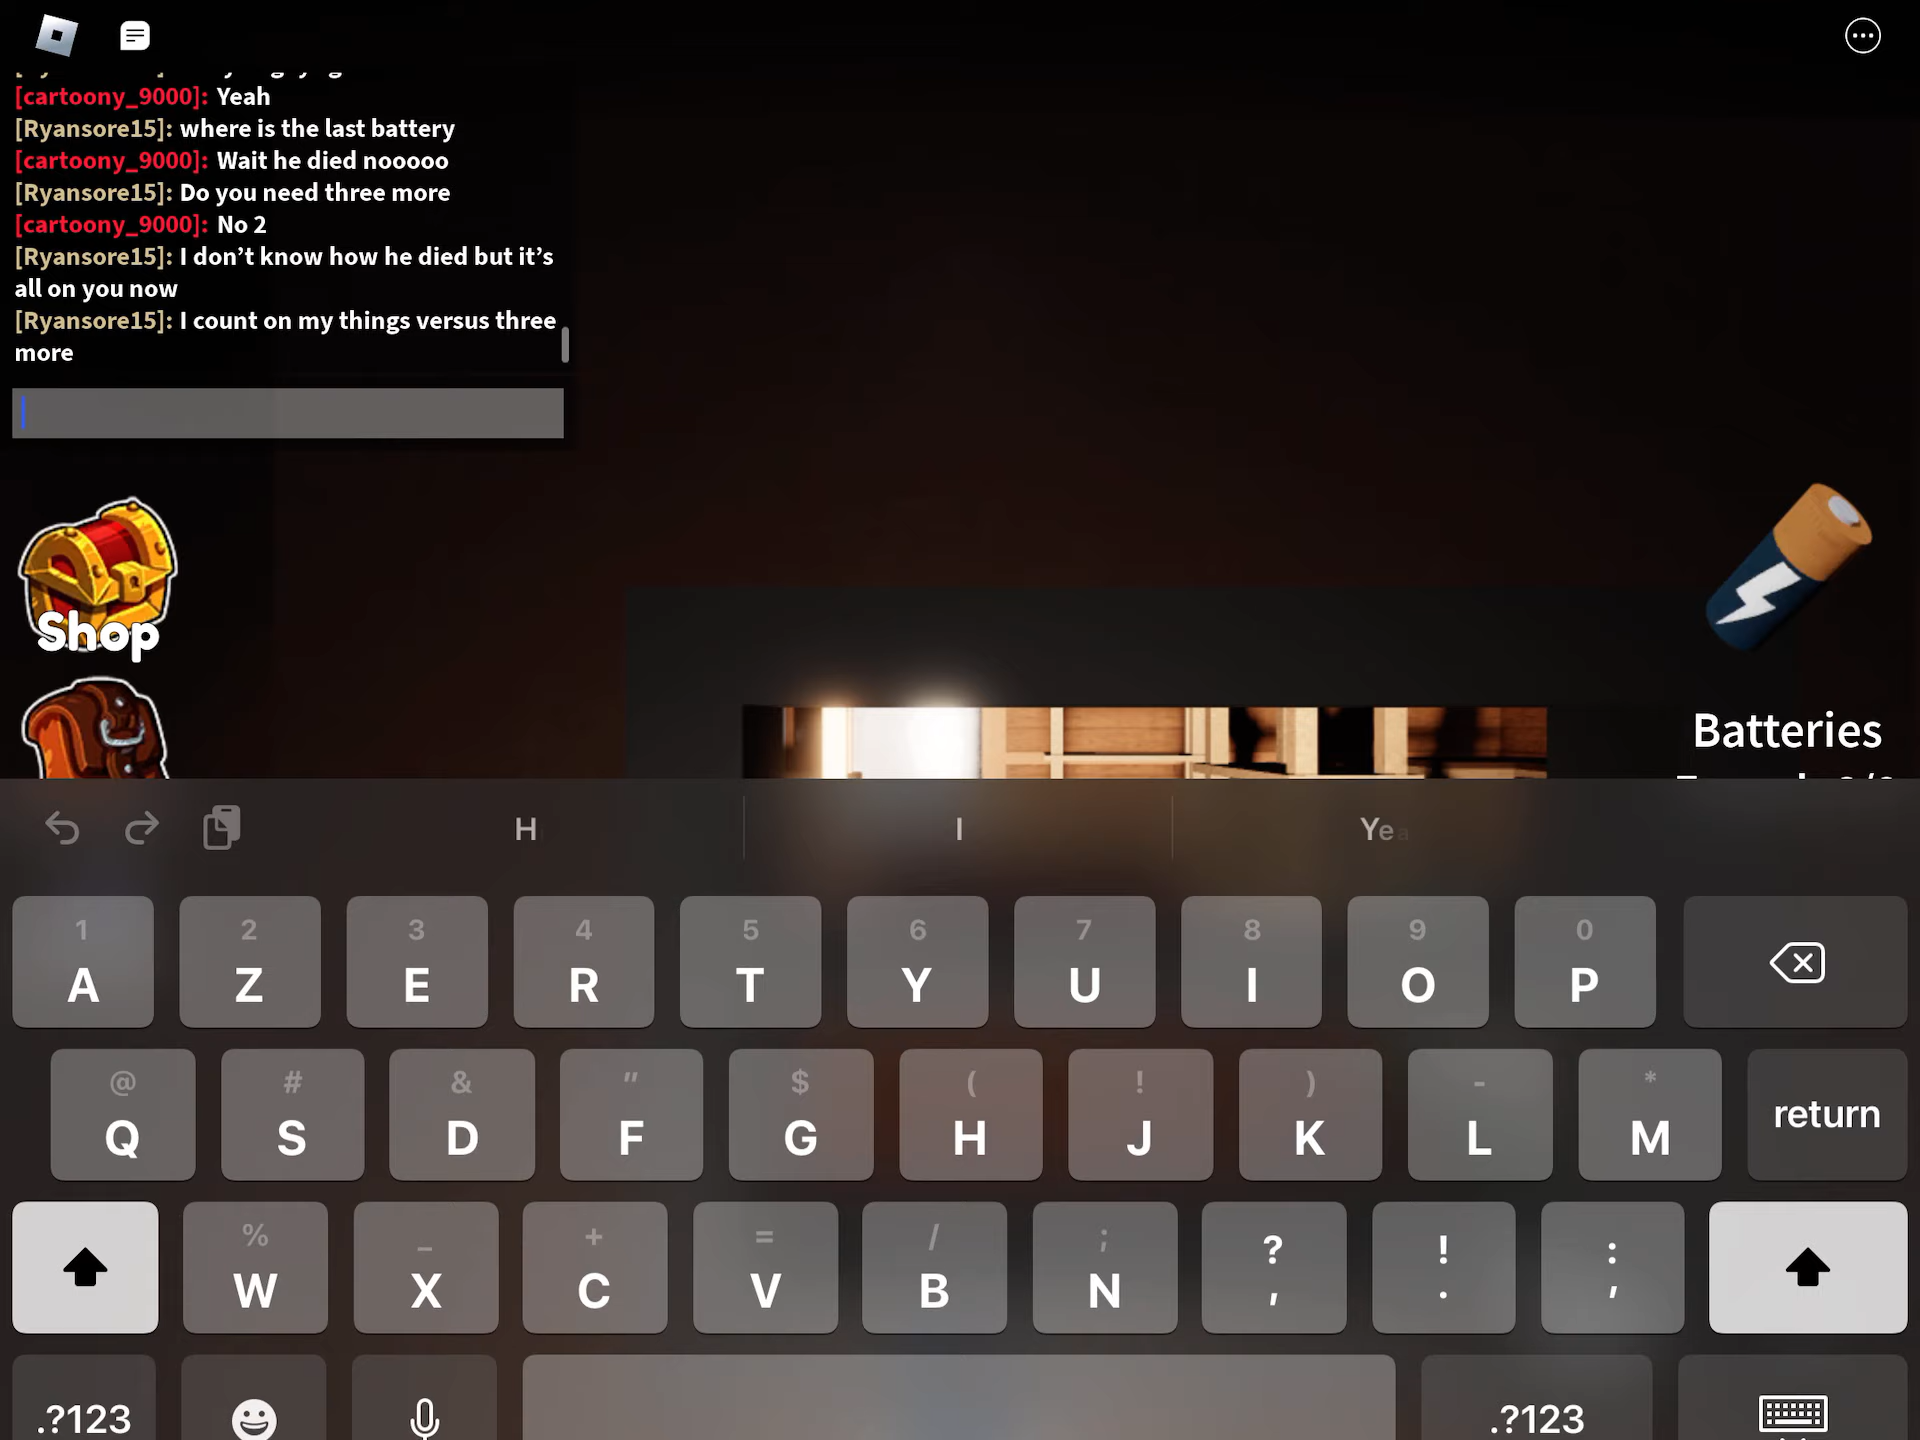 [cartoony_9000]: Yeah
[Ryansore15]: where is the last battery
[cartoony_9000]: Wait he died nooooo
[Ryansore15]: Do you need three more
[cartoony_9000]: No 2
[Ryansore15]: I don’t know how he died but it’s
all on you now
[Ryansore15]: I count on my things versus three
more
Shop
Batteries
H I Yea
1 2 3 4 5 6 7 8 9 0
A Z E R T Y U I O P
@ # & " $ ( ! ) - *
Q S D F G H J K L M return
% _ + = / ; ? ! :
W X C V B N , . ,
.?123 .?123